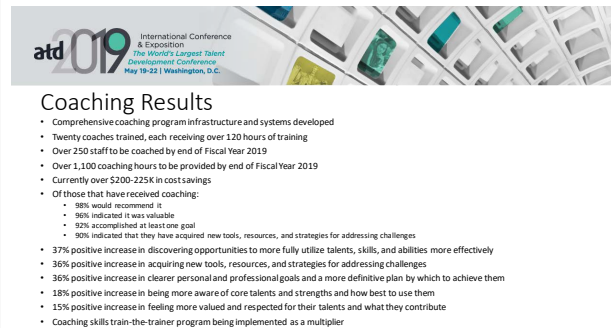 atd 2019
International Conference
& Exposition
The World's Largest Talent
Development Conference
May 19-22 | Washington, D.C.
Coaching Results
• Comprehensive coaching program infrastructure and systems developed
• Twenty coaches trained, each receiving over 120 hours of training
• Over 250 staff to be coached by end of Fiscal Year 2019
• Over 1,100 coaching hours to be provided by end of Fiscal Year 2019
• Currently over $200-225K in cost savings
• Of those that have received coaching:
• 98% would recommend it
• 96% indicated it was valuable
• 92% accomplished at least one goal
• 90% indicated that they have acquired new tools, resources, and strategies for addressing challenges
• 37% positive increase in discovering opportunities to more fully utilize talents, skills, and abilities more effectively
• 36% positive increase in acquiring new tools, resources, and strategies for addressing challenges
• 36% positive increase in clearer personal and professional goals and a more definitive plan by which to achieve them
• 18% positive increase in being more aware of core talents and strengths and how best to use them
• 15% positive increase in feeling more valued and respected for their talents and what they contribute
• Coaching skills train-the-trainer program being implemented as a multiplier